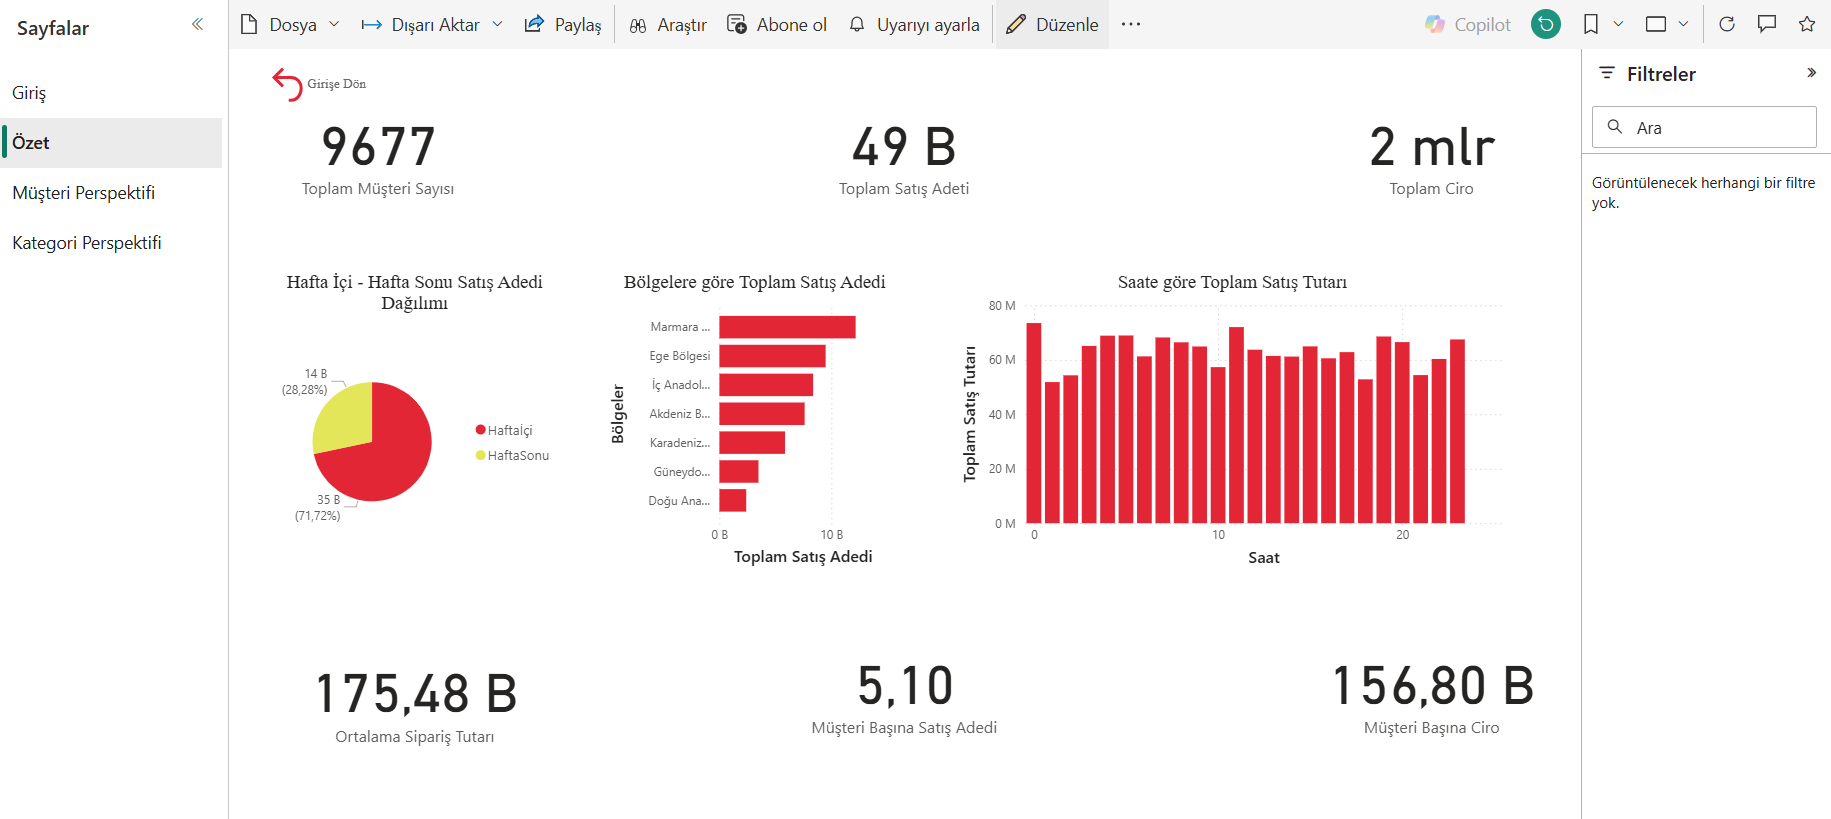 Sayfalar
Giriş
Özet
Müşteri Perspektifi
Kategori Perspektifi
Dosya
Dışarı Aktar
Paylaş
Araştır
Abone ol
Uyarıyı ayarla
Düzenle
Copilot
Girişe Dön
9677
Toplam Müşteri Sayısı
49 B
Toplam Satış Adeti
2 mlr
Toplam Ciro
Hafta İçi - Hafta Sonu Satış Adedi
Dağılımı
14 B
(28,28%)
35 B
(71,72%)
Haftaİçi
HaftaSonu
Bölgelere göre Toplam Satış Adedi
Bölgeler
Marmara ...
Ege Bölgesi
İç Anadol...
Akdeniz B...
Karadeniz...
Güneydo...
Doğu Ana...
0 B
10 B
Toplam Satış Adedi
Saate göre Toplam Satış Tutarı
Toplam Satış Tutarı
80 M
60 M
40 M
20 M
0 M
0
10
20
Saat
175,48 B
Ortalama Sipariş Tutarı
5,10
Müşteri Başına Satış Adedi
156,80 B
Müşteri Başına Ciro
Filtreler
Ara
Görüntülenecek herhangi bir filtre
yok.